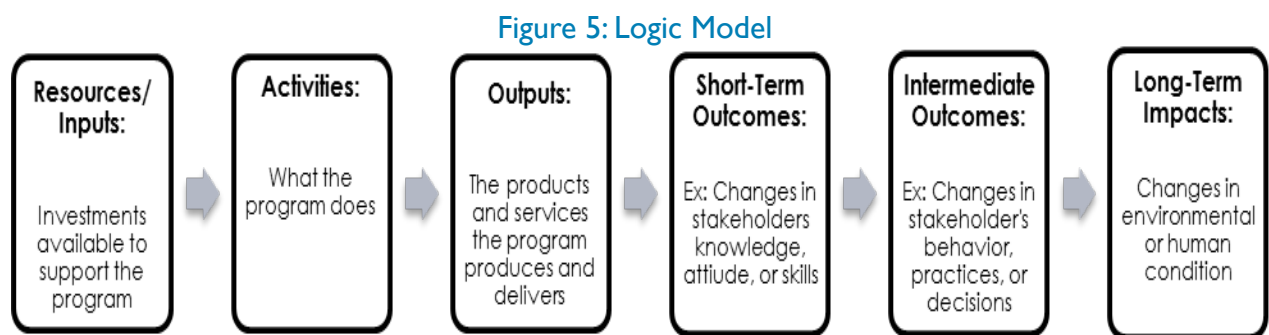 Figure 5: Logic Model
Resources/
Inputs:
Investments
available to
support the
program
Activities:
What the
program does
Outputs:
The products
and services
the program
produces and
delivers
Short-Term
Outcomes:
Ex: Changes in
stakeholders
knowledge,
attiude, or skills
Intermediate
Outcomes:
Ex: Changes in
stakeholder's
behavior,
practices, or
decisions
Long-Term
Impacts:
Changes in
environmental
or human
condition